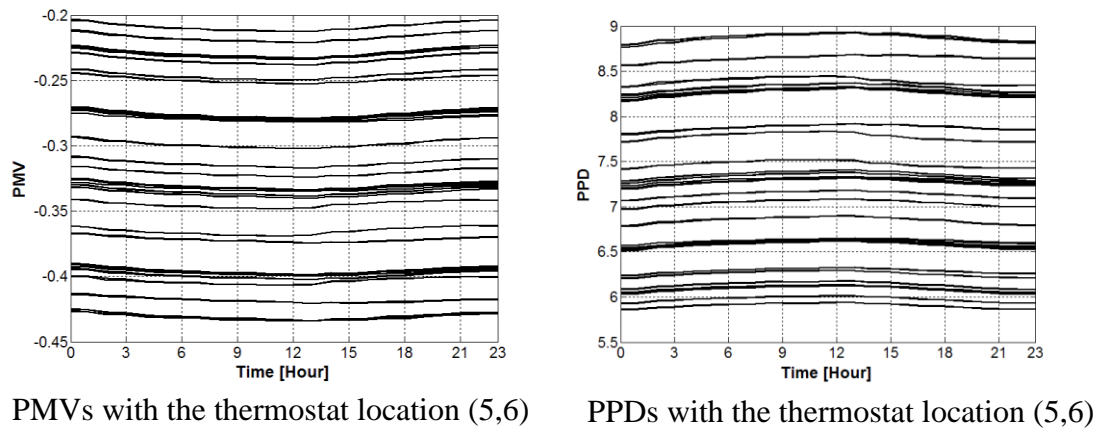 -0.2
-0.25
-0.3
-0.35
-0.4
-0.45
PMV
0 3 6 9 12 15 18 21 23
Time [Hour]
9
8.5
8
7.5
7
6.5
6
5.5
PPD
0 3 6 9 12 15 18 21 23
Time [Hour]
PMVs with the thermostat location (5,6)
PPDs with the thermostat location (5,6)